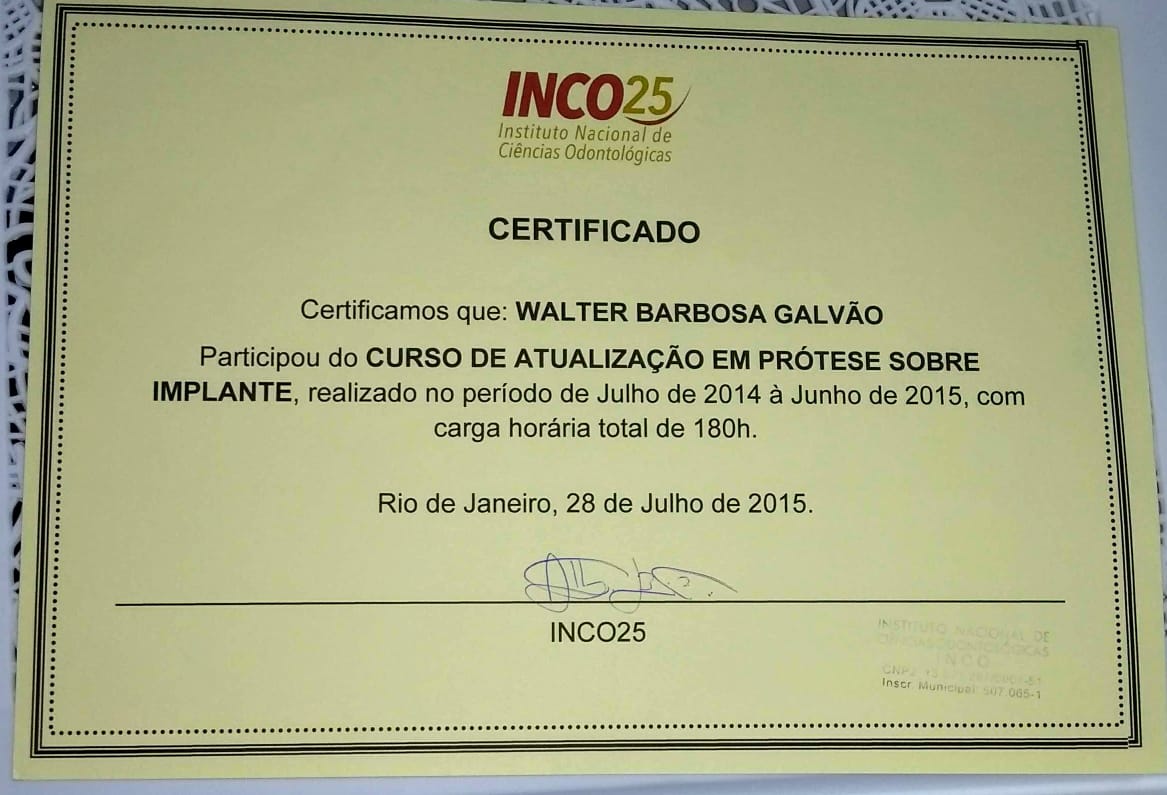 INCO25
Instituto Nacional de
Ciências Odontológicas
CERTIFICADO
Certificamos que: WALTER BARBOSA GALVÃO
Participou do CURSO DE ATUALIZAÇÃO EM PRÓTESE SOBRE
IMPLANTE, realizado no período de Julho de 2014 à Junho de 2015, com
carga horária total de 180h.
Rio de Janeiro, 28 de Julho de 2015.
INCO25
INSTITUTO NACIONAL DE
CIÊNCIAS ODONTOLÓGICAS
INCO
CNPJ
Inscr. Municipal: 507.065-1